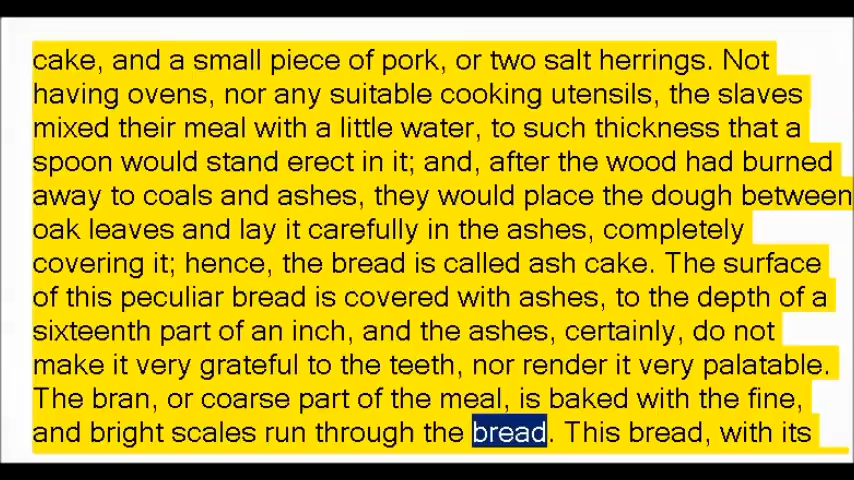 cake, and a small piece of pork, or two salt herrings. Not
having ovens, nor any suitable cooking utensils, the slaves
mixed their meal with a little water, to such thickness that a
spoon would stand erect in it; and, after the wood had burned
away to coals and ashes, they would place the dough between
oak leaves and lay it carefully in the ashes, completely
covering it; hence, the bread is called ash cake. The surface
of this peculiar bread is covered with ashes, to the depth of a
sixteenth part of an inch, and the ashes, certainly, do not
make it very grateful to the teeth, nor render it very palatable.
The bran, or coarse part of the meal, is baked with the fine,
and bright scales run through the bread. This bread, with its